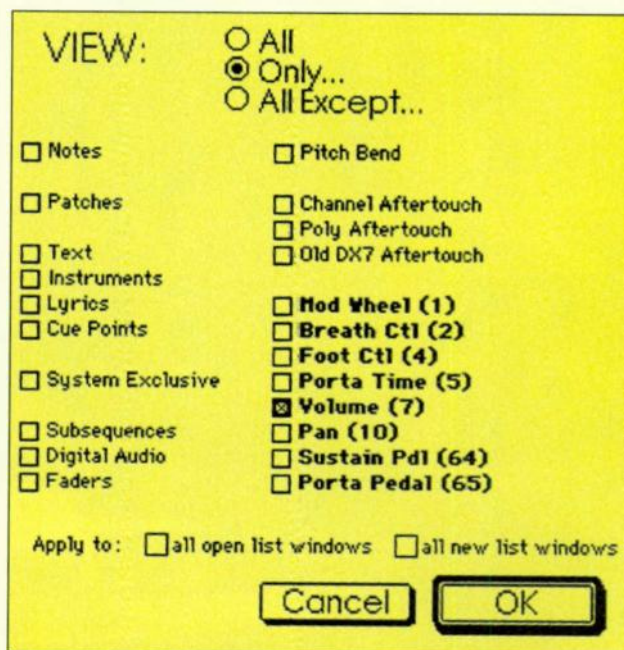 VIEW:
All
Only...
All Except...
Notes
Patches
Text
Instruments
Lyrics
Cue Points
System Exclusive
Subsequences
Digital Audio
Faders
Pitch Bend
Channel Aftertouch
Poly Aftertouch
Old DX7 Aftertouch
Mod Wheel (1)
Breath Ctl (2)
Foot Ctl (4)
Porta Time (5)
Volume (7)
Pan (10)
Sustain Pdl (64)
Porta Pedal (65)
Apply to: all open list windows all new list windows
Cancel OK